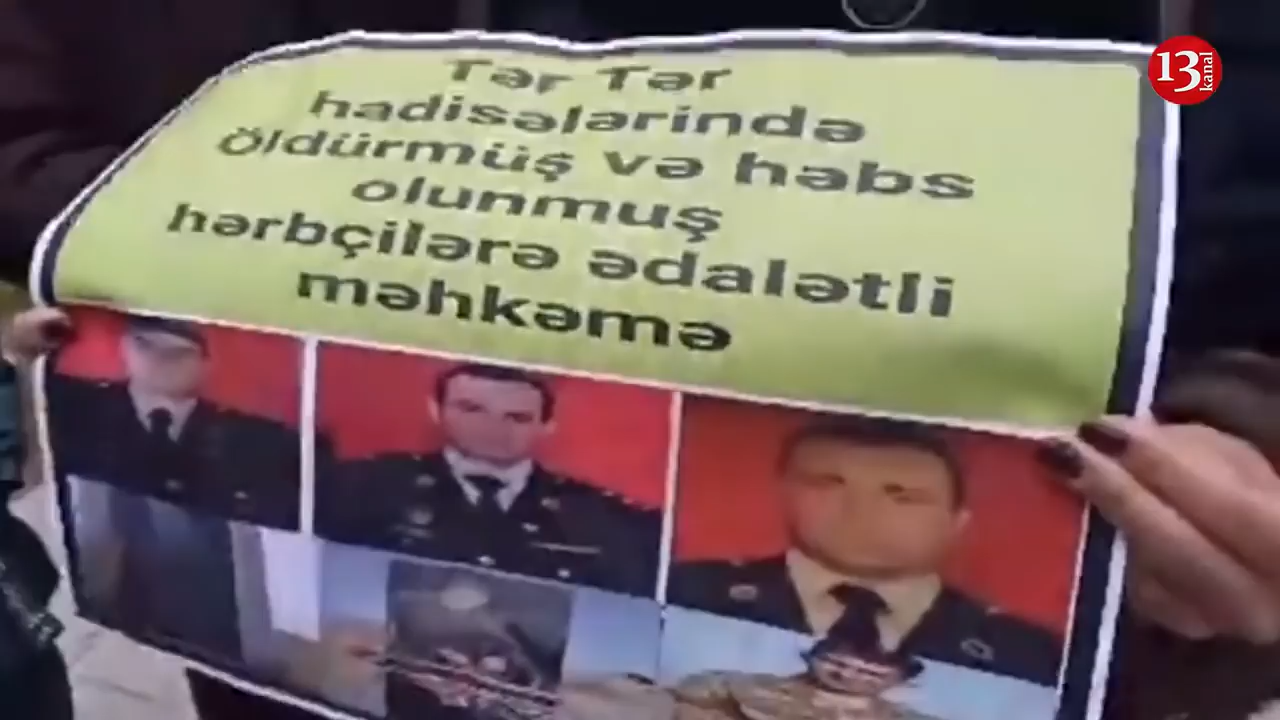 Tər Tər
hadisələrində
öldürmüş və həbs
olunmuş
hərbçilərə ədalətli
məhkəmə
13
kanal